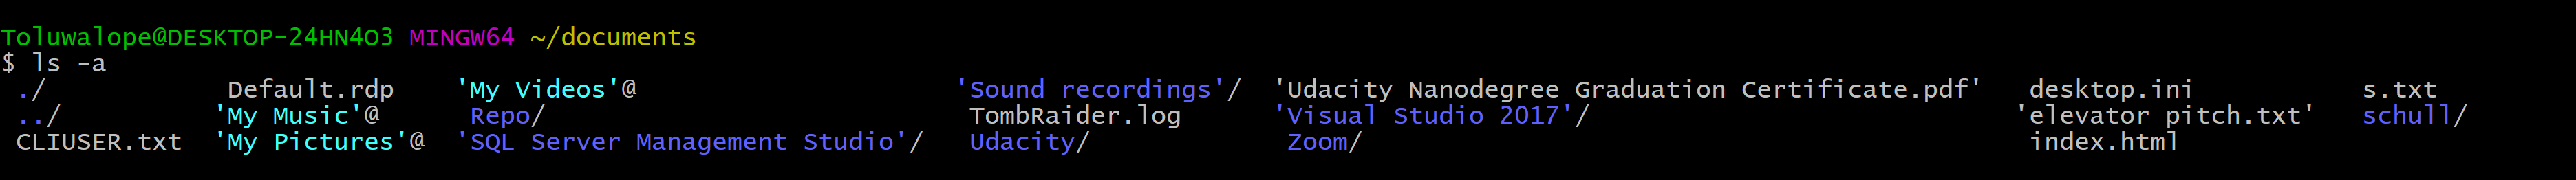 Toluwalope@DESKTOP-24HN4O3 MINGW64 ~/documents
$ ls -a
./ Default.rdp 'My Videos'@ 'Sound recordings'/ 'Udacity Nanodegree Graduation Certificate.pdf' desktop.ini s.txt
../ 'My Music'@ Repo/ TombRaider.log 'Visual Studio 2017'/ 'elevator pitch.txt' schull/
CLIUSER.txt 'My Pictures'@ 'SQL Server Management Studio'/ Udacity/ Zoom/ index.html